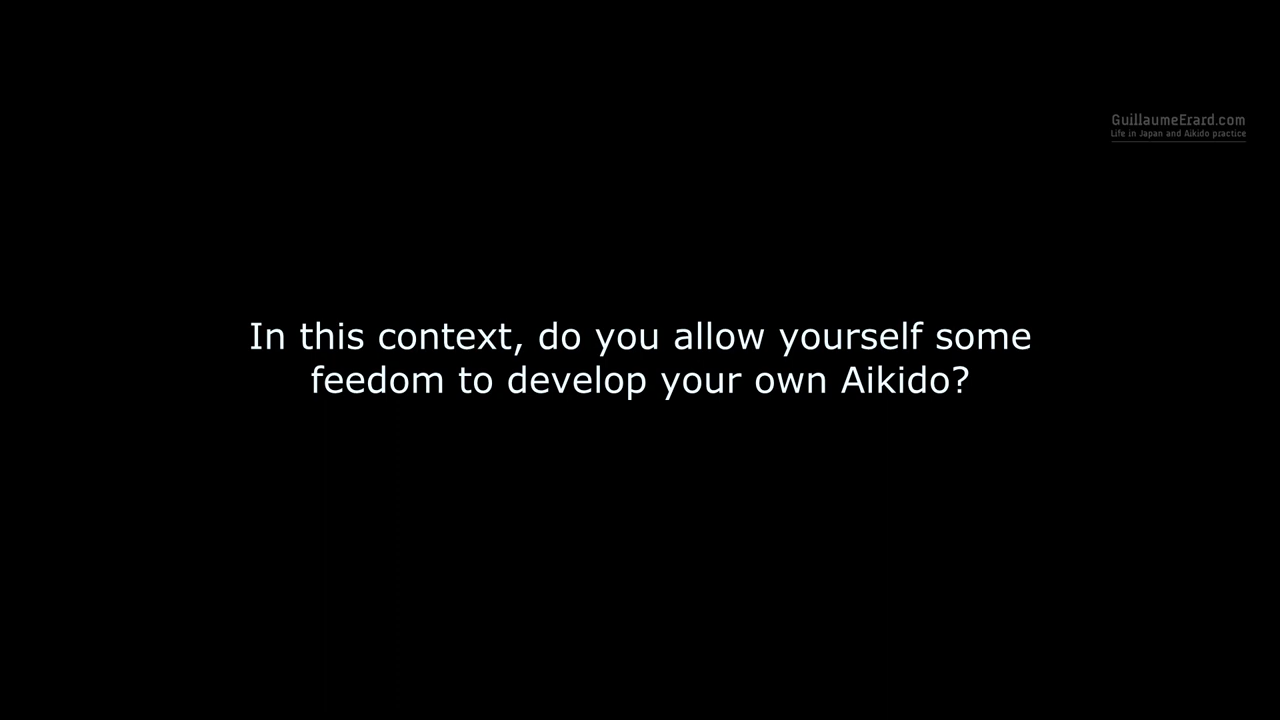 GuillaumeErard.com
Life in Japan and Aikido practice
In this context, do you allow yourself some
feedom to develop your own Aikido?